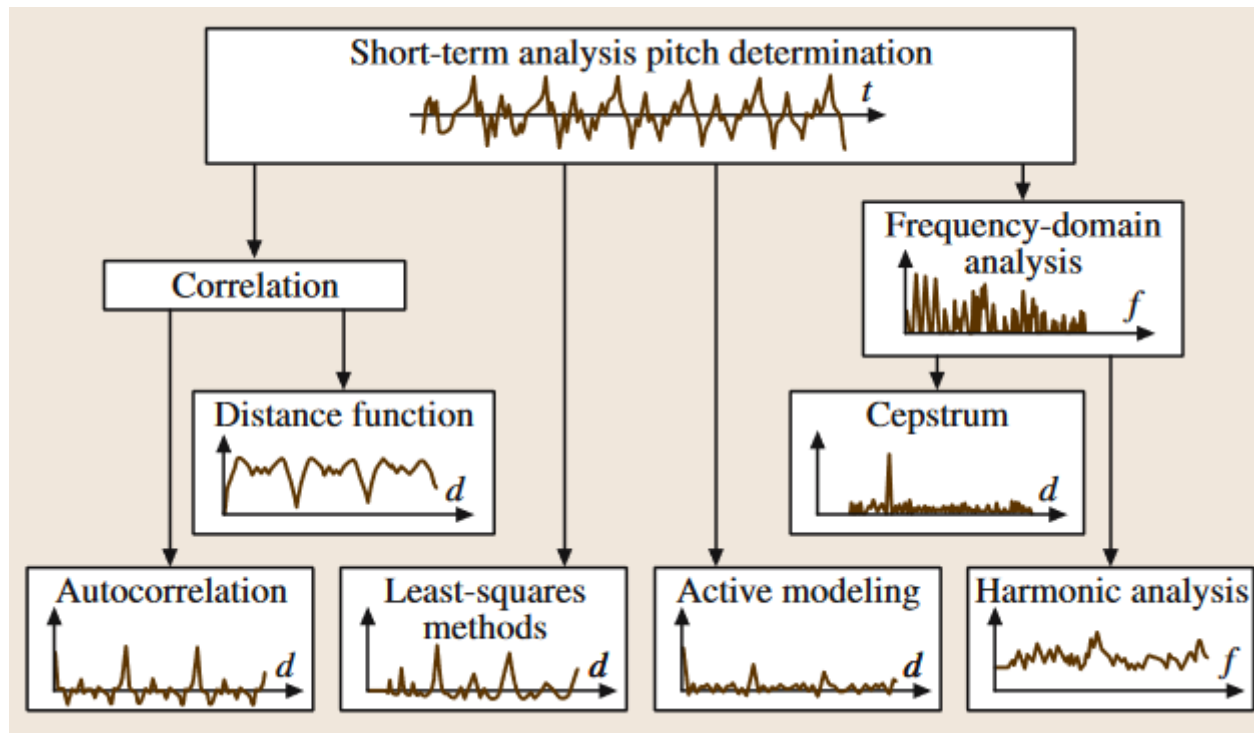 Short-term analysis pitch determination
t
Frequency-domain
analysis
f
Correlation
Distance function
d
Cepstrum
d
Autocorrelation
d
Least-squares
methods
d
Active modeling
d
Harmonic analysis
f